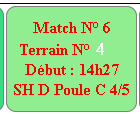 Match N° 6
Terrain N° 4
Début : 14h27
SH D Poule C 4/5